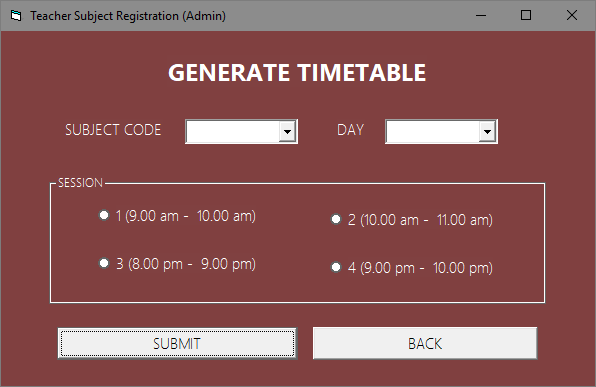 Teacher Subject Registration (Admin)
GENERATE TIMETABLE
SUBJECT CODE DAY
SESSION
1 (9.00 am - 10.00 am) 2 (10.00 am - 11.00 am)
3 (8.00 pm - 9.00 pm) 4 (9.00 pm - 10.00 pm)
SUBMIT BACK